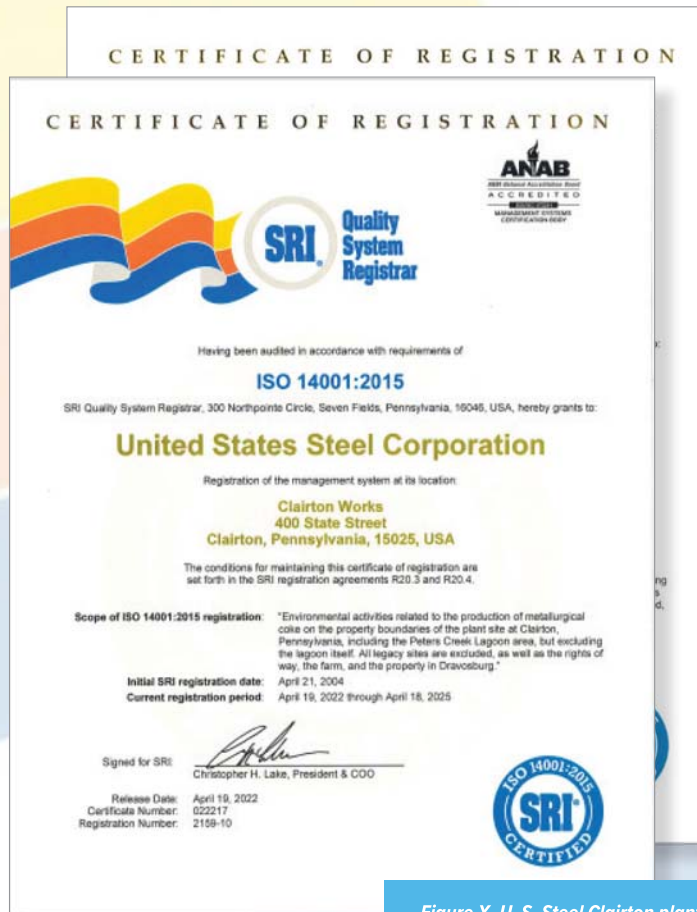 CERTIFICATE OF REGISTRATION
CERTIFICATE OF REGISTRATION
ANAB
ANSI National Accreditation Board
ACCREDITED
MANAGEMENT SYSTEMS
CERTIFICATION BODY
SRI
Quality
System
Registrar
Having been audited in accordance with requirements of
ISO 14001:2015
SRI Quality System Registrar, 300 Northpointe Circle, Seven Fields, Pennsylvania, 16046, USA, hereby grants to:
United States Steel Corporation
Registration of the management system at its location:
Clairton Works
400 State Street
Clairton, Pennsylvania, 15025, USA
The conditions for maintaining this certificate of registration are
set forth in the SRI registration agreements R20.3 and R20.4.
Scope of ISO 14001:2015 registration: "Environmental activities related to the production of metallurgical
coke on the property boundaries of the plant site at Clairton,
Pennsylvania, including the Peters Creek Lagoon area, but excluding
the lagoon itself. All legacy sites are excluded, as well as the rights of
way, the farm, and the property in Dravosburg."
Initial SRI registration date: April 21, 2004
Current registration period: April 19, 2022 through April 18, 2025
Signed for SRI:
Christopher H. Lake, President & COO
Release Date: April 19, 2022
Certificate Number: 022217
Registration Number: 2159-10
ISO 14001:2015
SRI
CERTIFIED